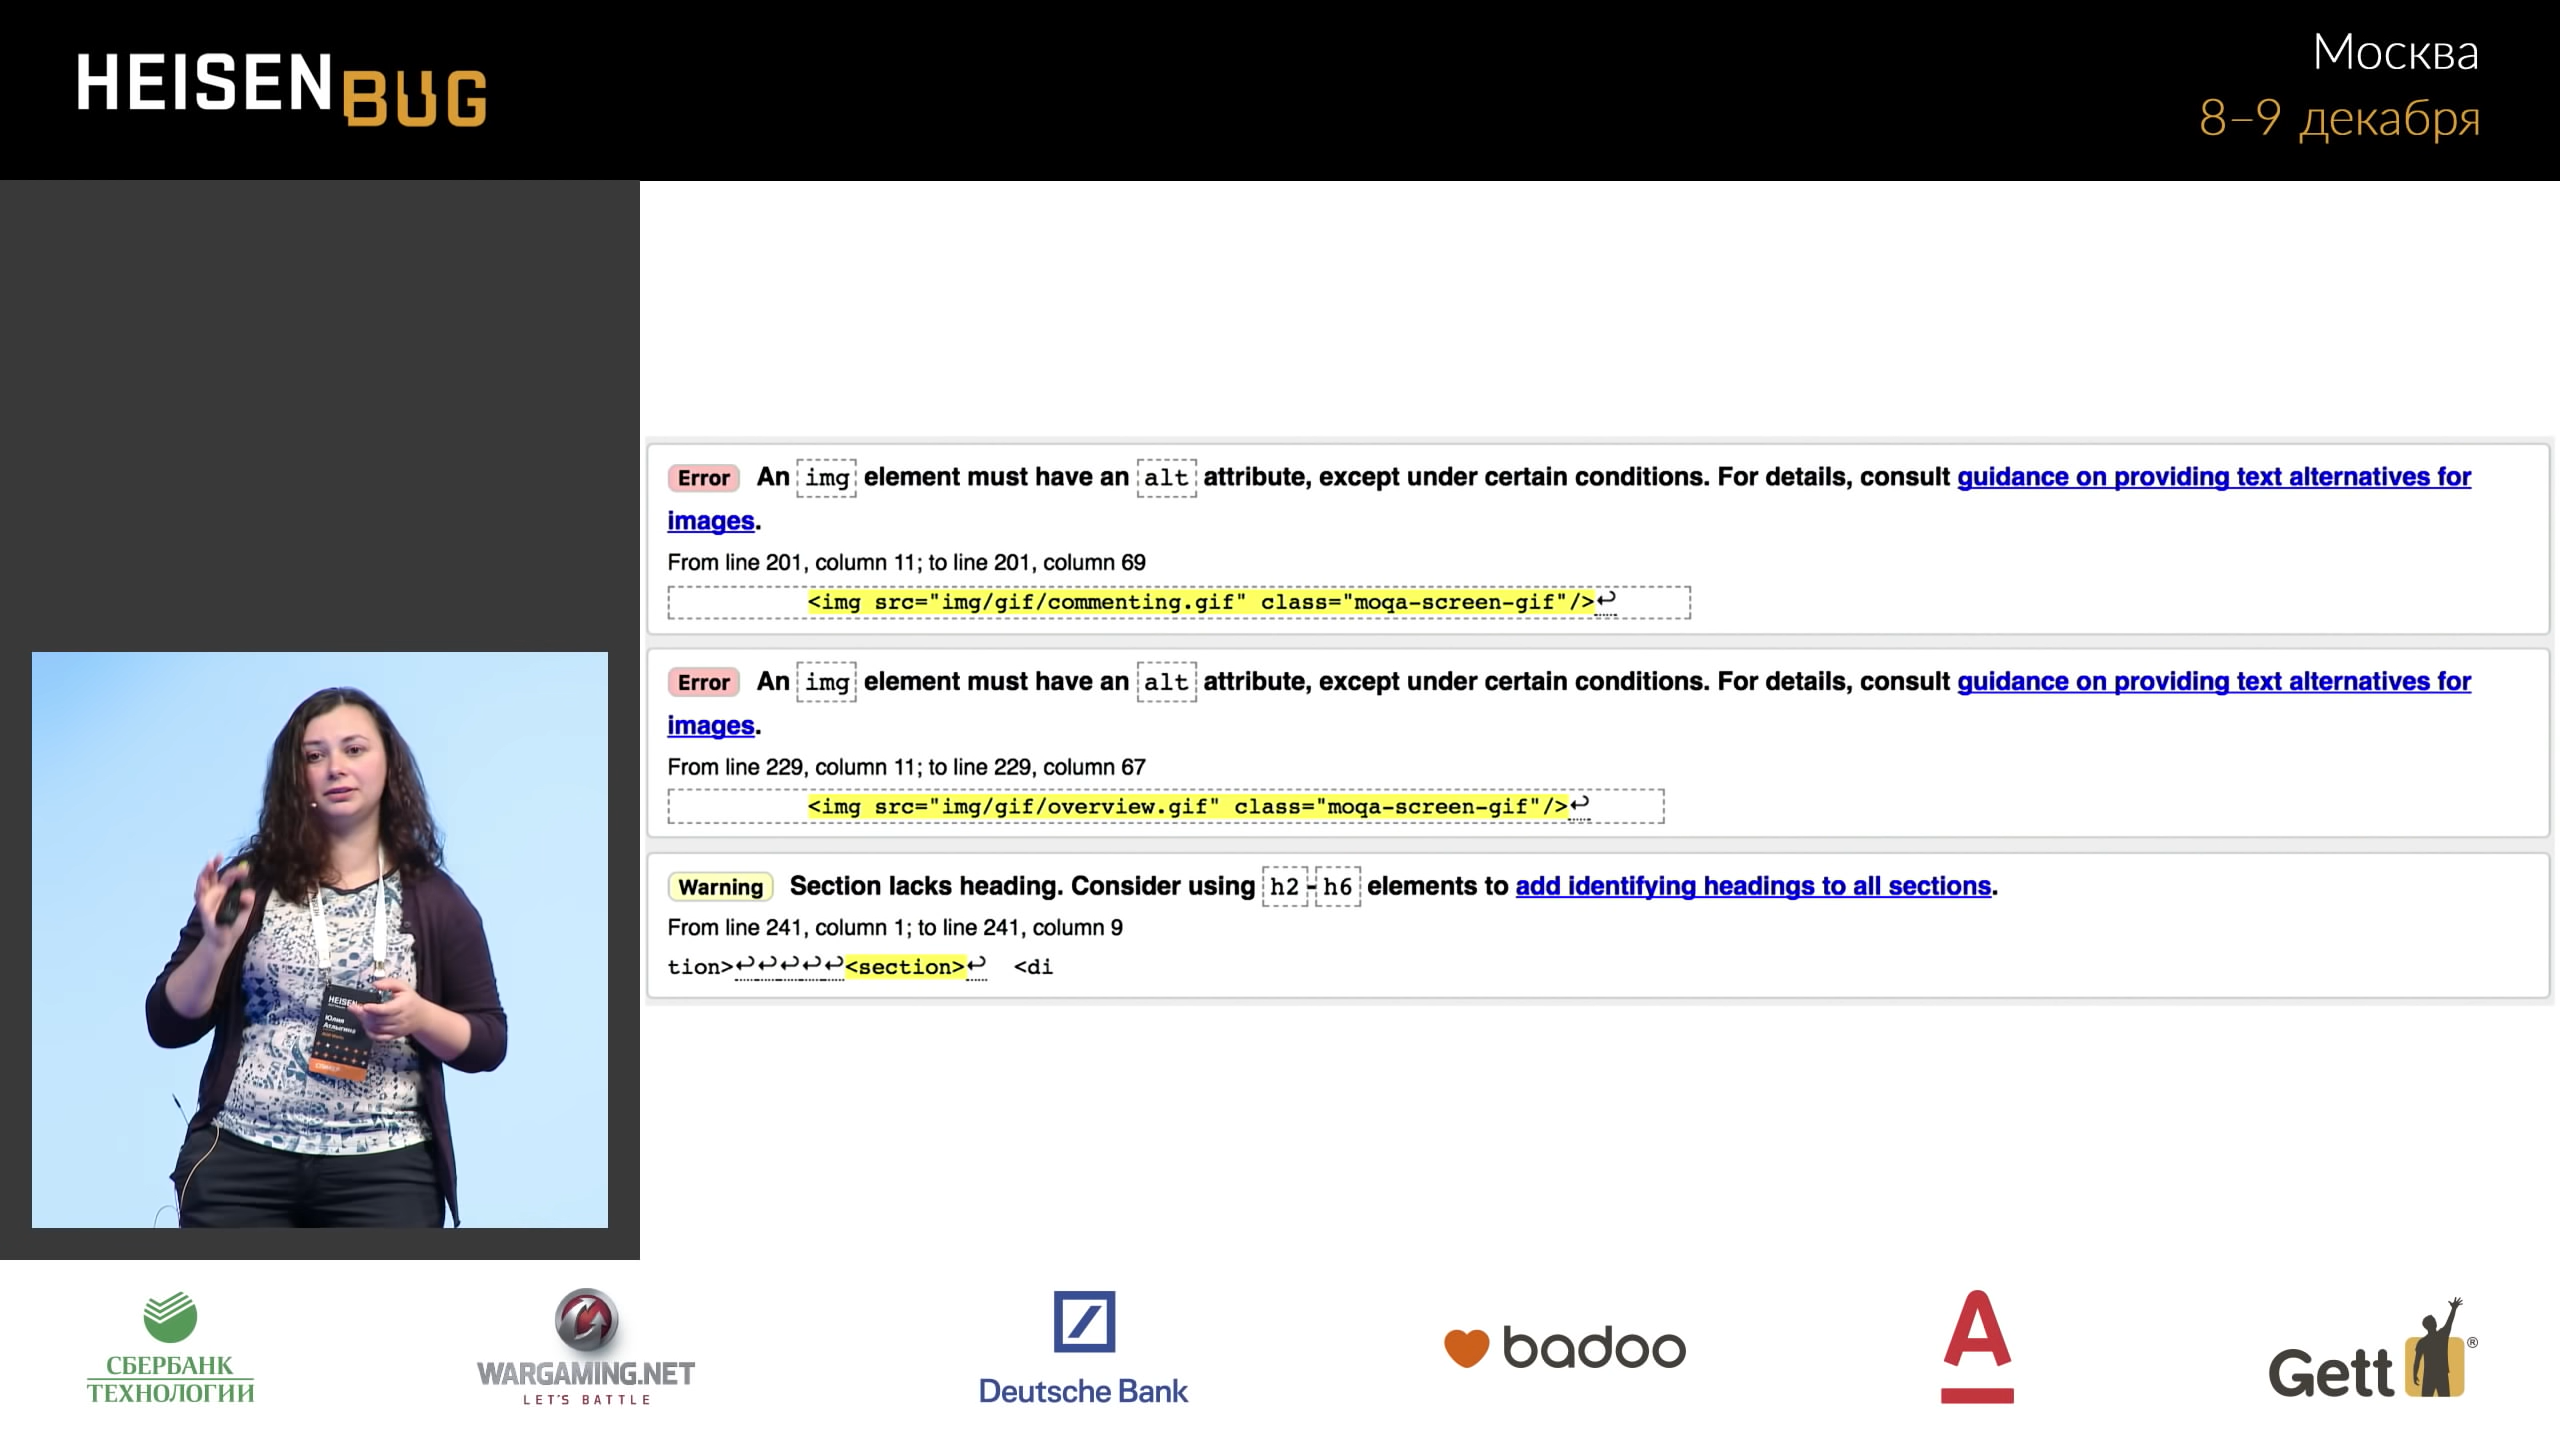 HEISENBUG
Москва
8–9 декабря
Error An img element must have an alt attribute, except under certain conditions. For details, consult guidance on providing text alternatives for
images.
From line 201, column 11; to line 201, column 69
<img src="img/gif/commenting.gif" class="moqa-screen-gif"/>↩
Error An img element must have an alt attribute, except under certain conditions. For details, consult guidance on providing text alternatives for
images.
From line 229, column 11; to line 229, column 67
<img src="img/gif/overview.gif" class="moqa-screen-gif"/>↩
Warning Section lacks heading. Consider using h2-h6 elements to add identifying headings to all sections.
From line 241, column 1; to line 241, column 9
tion>↩↩↩↩↩<section>↩ <di
HEISEN
Юлия
Атлыгина
СБЕРБАНК
ТЕХНОЛОГИИ
WARGAMING.NET
LET'S BATTLE
Deutsche Bank
badoo
А
Gett®